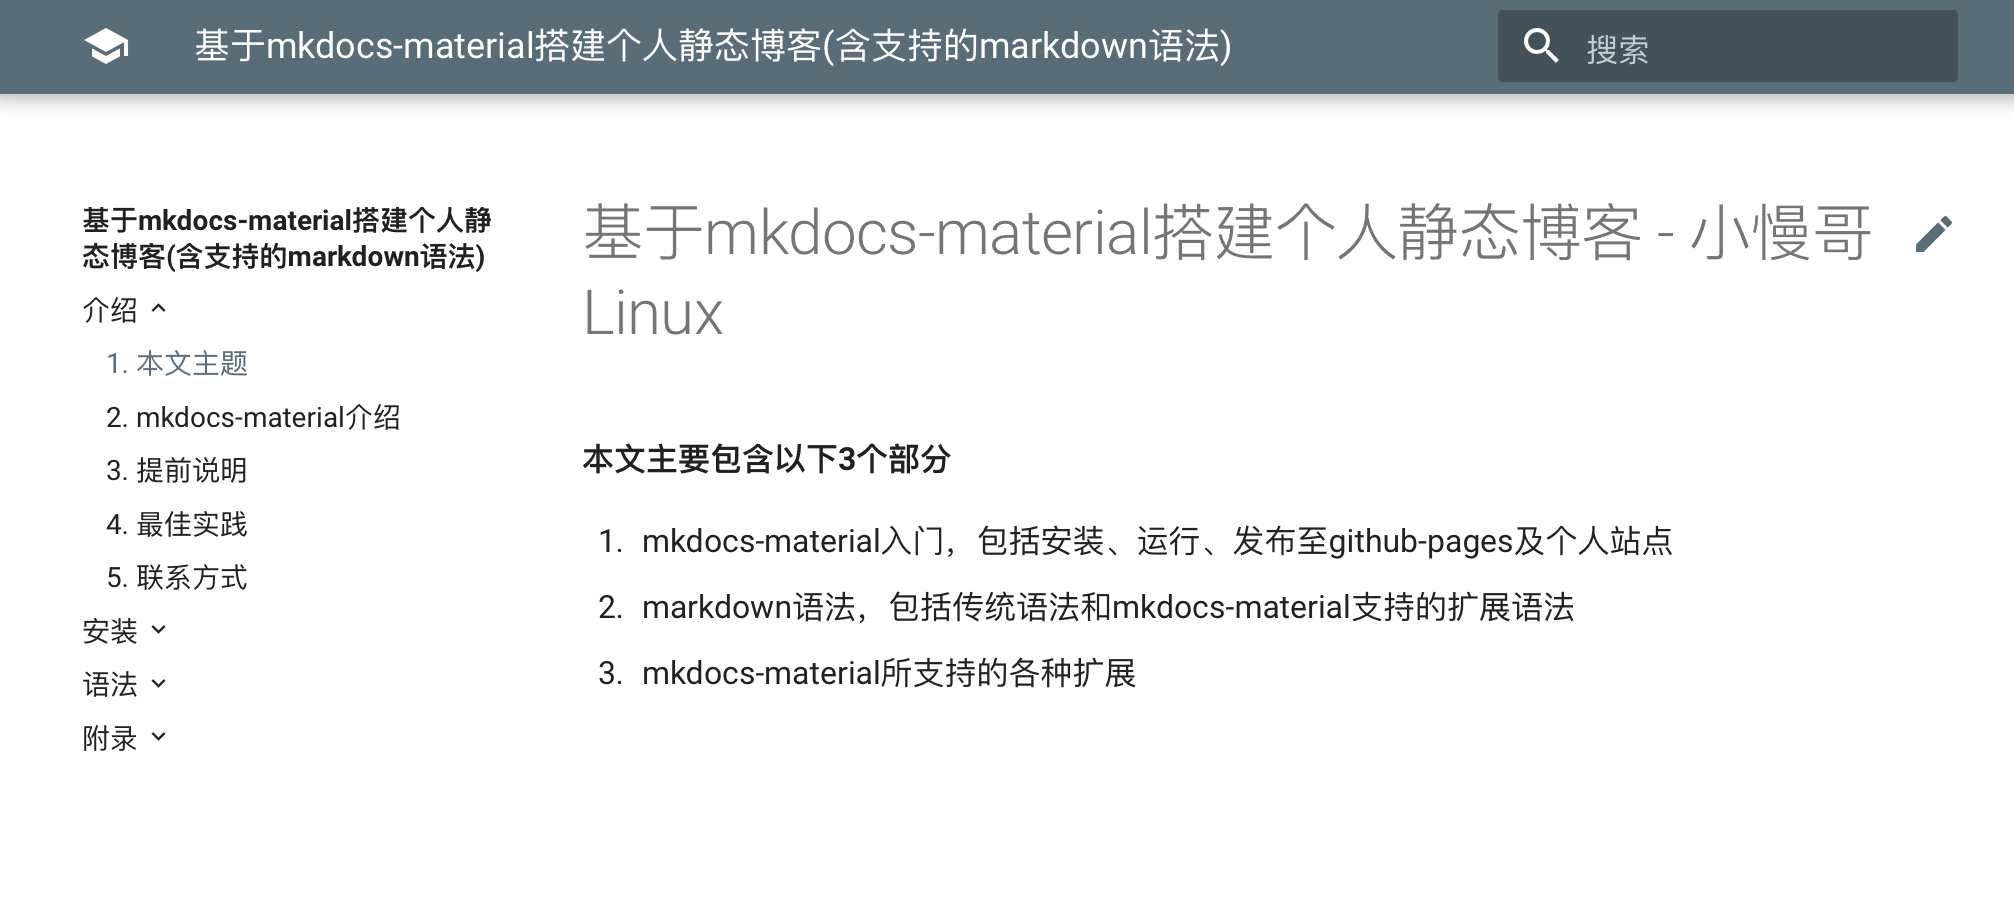 基于mkdocs-material搭建个人静态博客(含支持的markdown语法)
搜索
基于mkdocs-material搭建个人静
态博客(含支持的markdown语法)
介绍
1. 本文主题
2. mkdocs-material介绍
3. 提前说明
4. 最佳实践
5. 联系方式
安装
语法
附录
基于mkdocs-material搭建个人静态博客 - 小慢哥
Linux
本文主要包含以下3个部分
1. mkdocs-material入门，包括安装、运行、发布至github-pages及个人站点
2. markdown语法，包括传统语法和mkdocs-material支持的扩展语法
3. mkdocs-material所支持的各种扩展